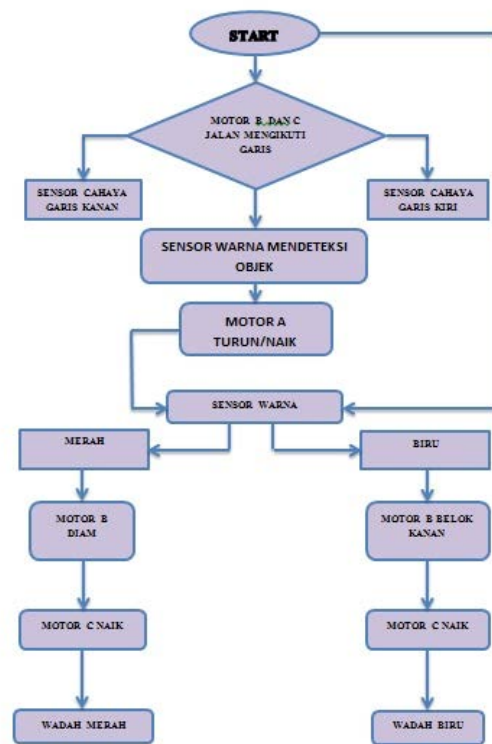 START
MOTOR B DAN C
JALAN MENGIKUTI
GARIS
SENSOR CAHAYA
GARIS KANAN
SENSOR CAHAYA
GARIS KIRI
SENSOR WARNA MENDETEKSI
OBJEK
MOTOR A
TURUN/NAIK
SENSOR WARNA
MERAH
BIRU
MOTOR B
DIAM
MOTOR B BELOK
KANAN
MOTOR C NAIK
MOTOR C NAIK
WADAH MERAH
WADAH BIRU